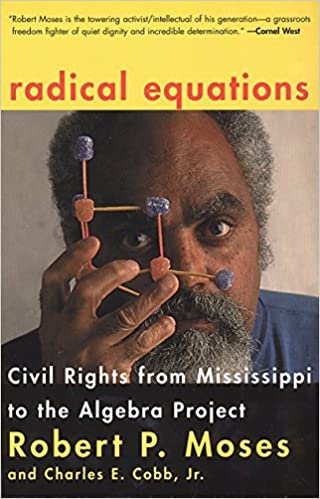 "Robert Moses is the towering activist/intellectual of his generation—a grassroots
freedom fighter of quiet dignity and incredible determination." —Cornel West
radical equations
Civil Rights from Mississippi
to the Algebra Project
Robert P. Moses
and Charles E. Cobb, Jr.